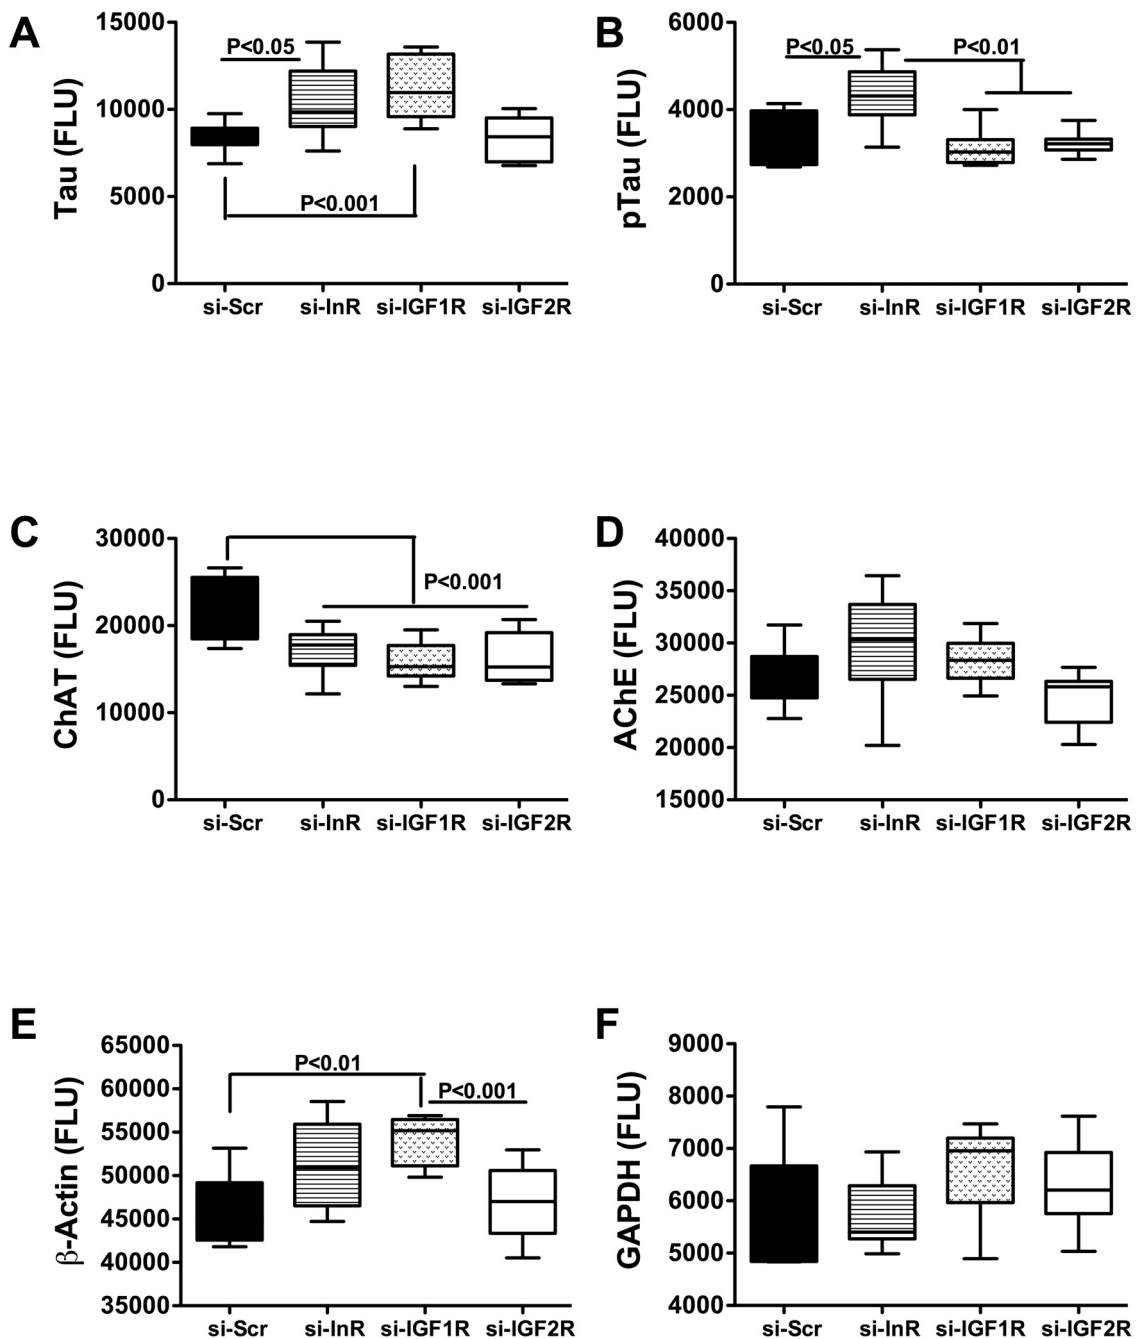 A
Tau (FLU)
15000
10000
5000
0
P<0.05
P<0.001
si-Scr si-InR si-IGF1R si-IGF2R
B
pTau (FLU)
6000
4000
2000
0
P<0.05 P<0.01
si-Scr si-InR si-IGF1R si-IGF2R
C
ChAT (FLU)
30000
20000
10000
0
P<0.001
si-Scr si-InR si-IGF1R si-IGF2R
D
AChE (FLU)
40000
35000
30000
25000
20000
15000
si-Scr si-InR si-IGF1R si-IGF2R
E
β-Actin (FLU)
65000
60000
55000
50000
45000
40000
35000
P<0.01
P<0.001
si-Scr si-InR si-IGF1R si-IGF2R
F
GAPDH (FLU)
9000
8000
7000
6000
5000
4000
si-Scr si-InR si-IGF1R si-IGF2R